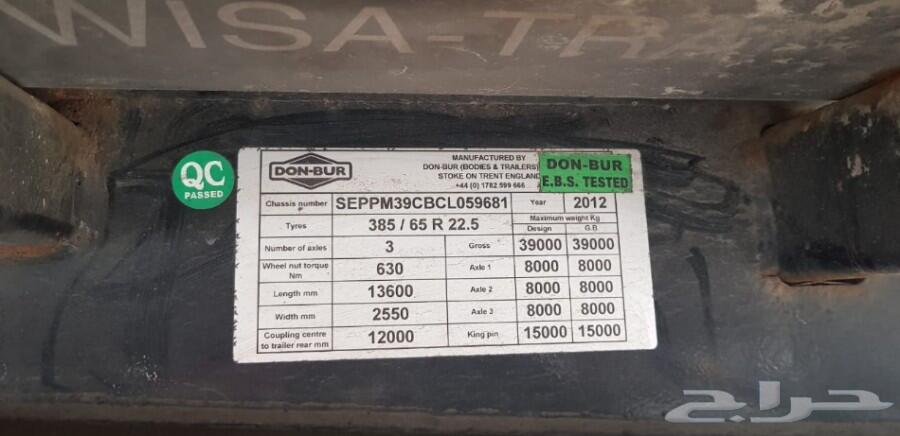 WISA-TR
QC
PASSED
DON-BUR
MANUFACTURED BY
DON-BUR (BODIES & TRAILERS)
STOKE ON TRENT ENGLAND
+44 (0) 1782 599 666
DON-BUR
E.B.S. TESTED
Chassis number SEPPM39CBCL059681 Year 2012
Tyres 385 / 65 R 22.5 Maximum weight Kg
Design G.B.
Number of axles 3 Gross 39000 39000
Wheel nut torque Nm 630 Axle 1 8000 8000
Length mm 13600 Axle 2 8000 8000
Width mm 2550 Axle 3 8000 8000
Coupling centre to trailer rear mm 12000 King pin 15000 15000
حراج